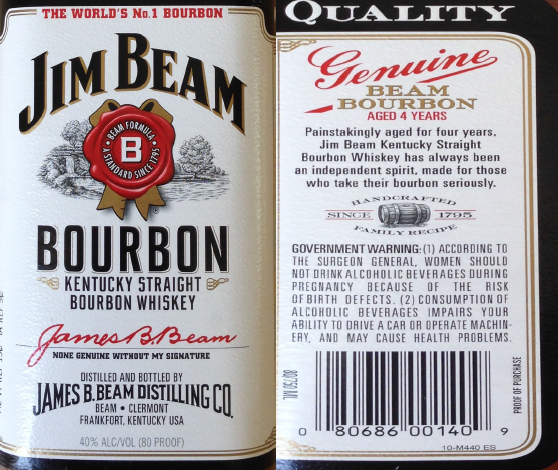 THE WORLD'S No.1 BOURBON
JIM BEAM
BEAM FORMULA
B
A STANDARD SINCE 1795
BOURBON
KENTUCKY STRAIGHT
BOURBON WHISKEY
James B. Beam
NONE GENUINE WITHOUT MY SIGNATURE
DISTILLED AND BOTTLED BY
JAMES B. BEAM DISTILLING CO.
BEAM • CLERMONT
FRANKFORT, KENTUCKY USA
40% ALC/VOL (80 PROOF)
QUALITY
Genuine
BEAM
BOURBON
AGED 4 YEARS
Painstakingly aged for four years,
Jim Beam Kentucky Straight
Bourbon Whiskey has always been
an independent spirit, made for those
who take their bourbon seriously.
HANDCRAFTED
SINCE 1795
FAMILY RECIPE
GOVERNMENT WARNING: (1) ACCORDING TO
THE SURGEON GENERAL, WOMEN SHOULD
NOT DRINK ALCOHOLIC BEVERAGES DURING
PREGNANCY BECAUSE OF THE RISK
OF BIRTH DEFECTS. (2) CONSUMPTION OF
ALCOHOLIC BEVERAGES IMPAIRS YOUR
ABILITY TO DRIVE A CAR OR OPERATE MACHIN-
ERY, AND MAY CAUSE HEALTH PROBLEMS.
PROOF OF PURCHASE
0 80686 00140 9
10-M440 ES